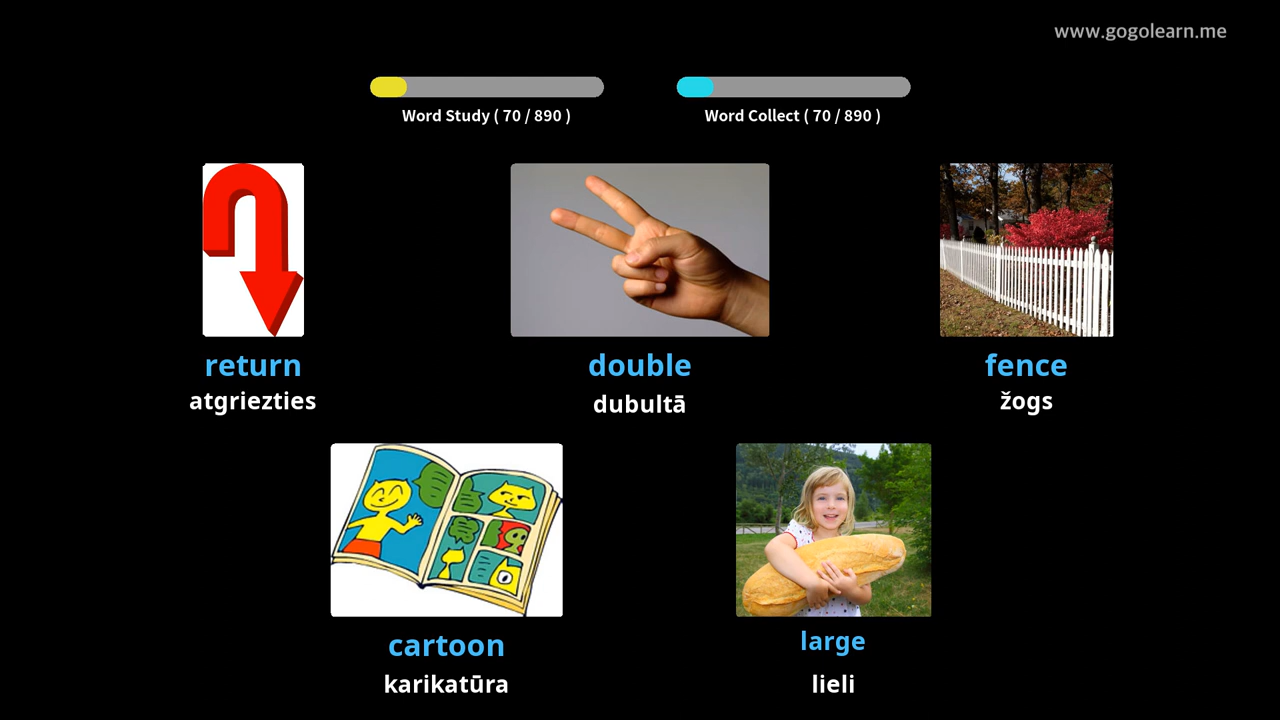 www.gogolearn.me
Word Study ( 70 / 890 )
Word Collect ( 70 / 890 )
return
atgriezties
double
dubultā
fence
žogs
cartoon
karikatūra
large
lieli